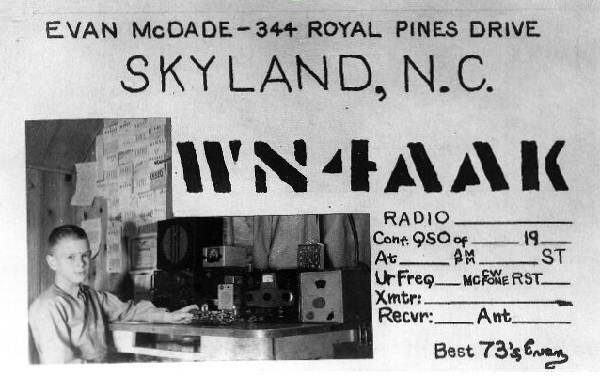 EVAN McDADE – 344 ROYAL PINES DRIVE
SKYLAND, N.C.
WN4AAK
RADIO
Conf. QSO of 19
At AM PM ST
Ur Freq MC CW FONE RST
Xmtr:
Recvr: Ant
Best 73's, Evan